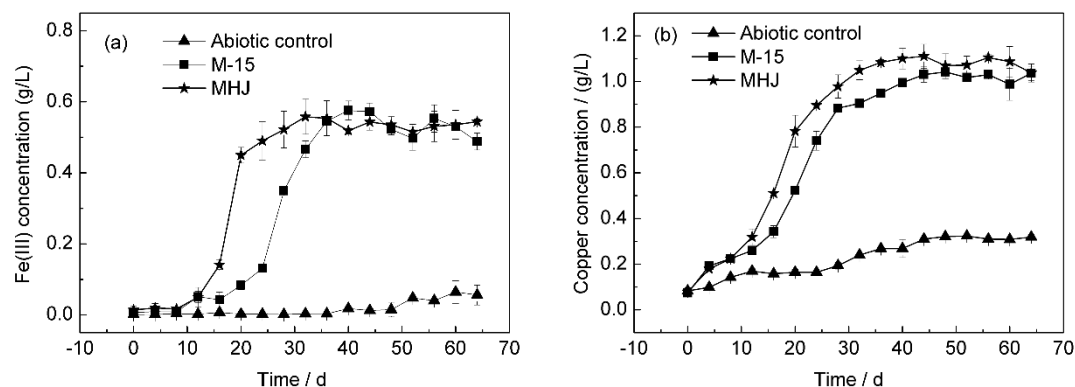 (a)
Abiotic control
M-15
MHJ
Fe(III) concentration (g/L)
0.8
0.6
0.4
0.2
0.0
-10 0 10 20 30 40 50 60 70
Time / d
(b)
Abiotic control
M-15
MHJ
Copper concentration / (g/L)
1.2
1.0
0.8
0.6
0.4
0.2
0.0
-10 0 10 20 30 40 50 60 70
Time / d